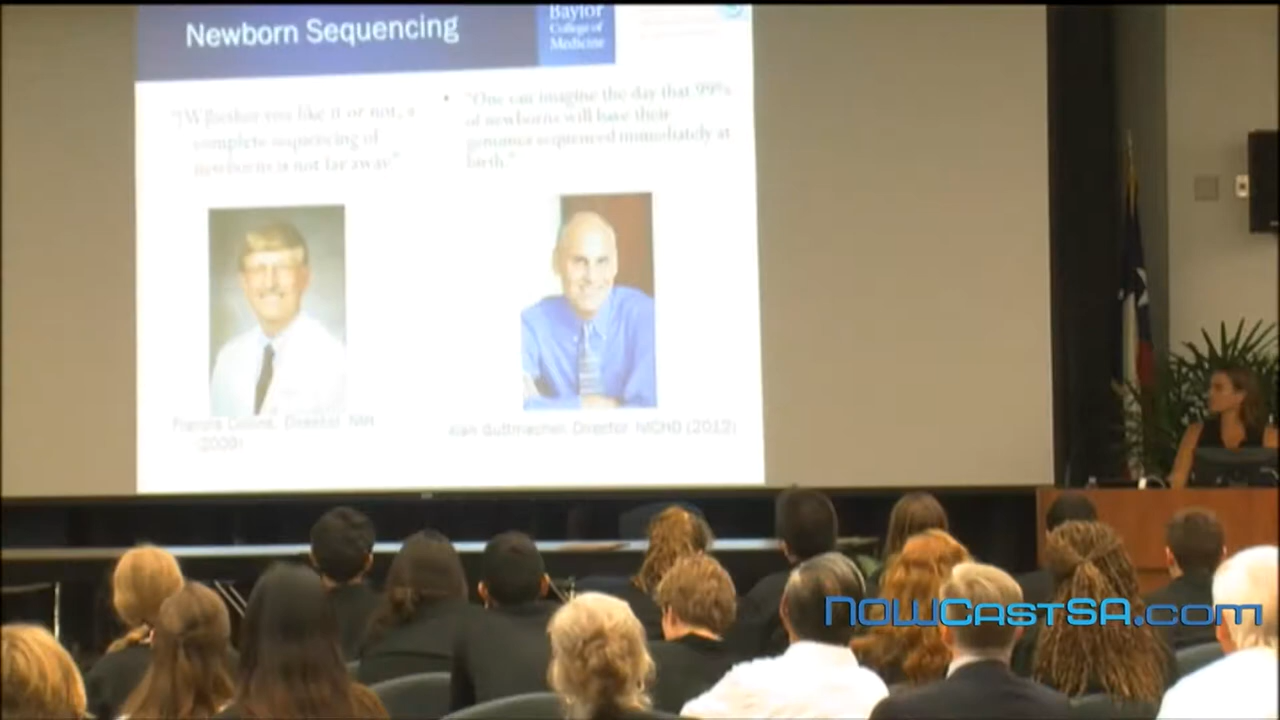 Newborn Sequencing
Baylor
College of
Medicine
"[W]hether you like it or not, a
complete sequencing of
newborns is not far away."
• "One can imagine the day that 99%
of newborns will have their
genomes sequenced immediately at
birth."
Francis Collins, Director, NIH
(2009)
Alan Guttmacher, Director, NICHD (2012)
NOWCastSA.com